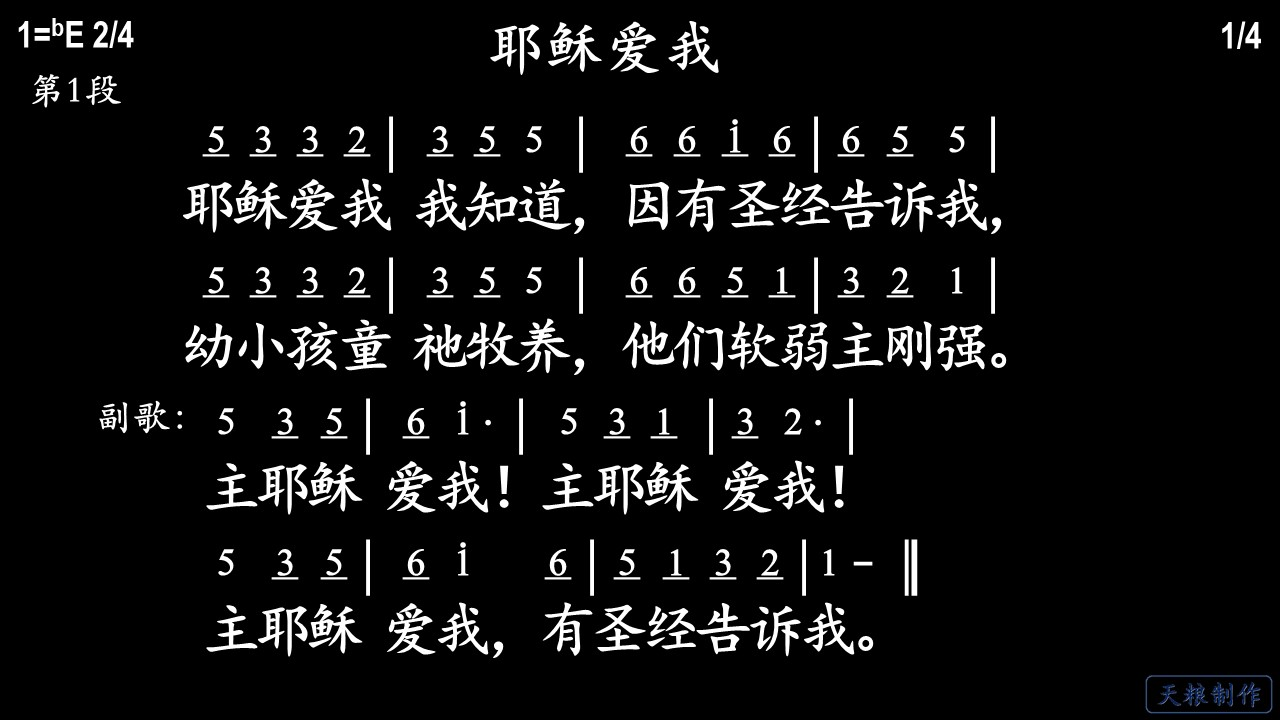 1=ᵇE 2/4 耶稣爱我 1/4
第1段
5 3 3 2 | 3 5 5 | 6 6 i 6 | 6 5 5 |
耶稣爱我 我知道，因有圣经告诉我，
5 3 3 2 | 3 5 5 | 6 6 5 1 | 3 2 1 |
幼小孩童 祂牧养，他们软弱主刚强。
副歌： 5 3 5 | 6 i · | 5 3 1 | 3 2 · |
主耶稣 爱我！主耶稣 爱我！
5 3 5 | 6 i 6 | 5 1 3 2 | 1 – ‖
主耶稣 爱我，有圣经告诉我。
天粮制作